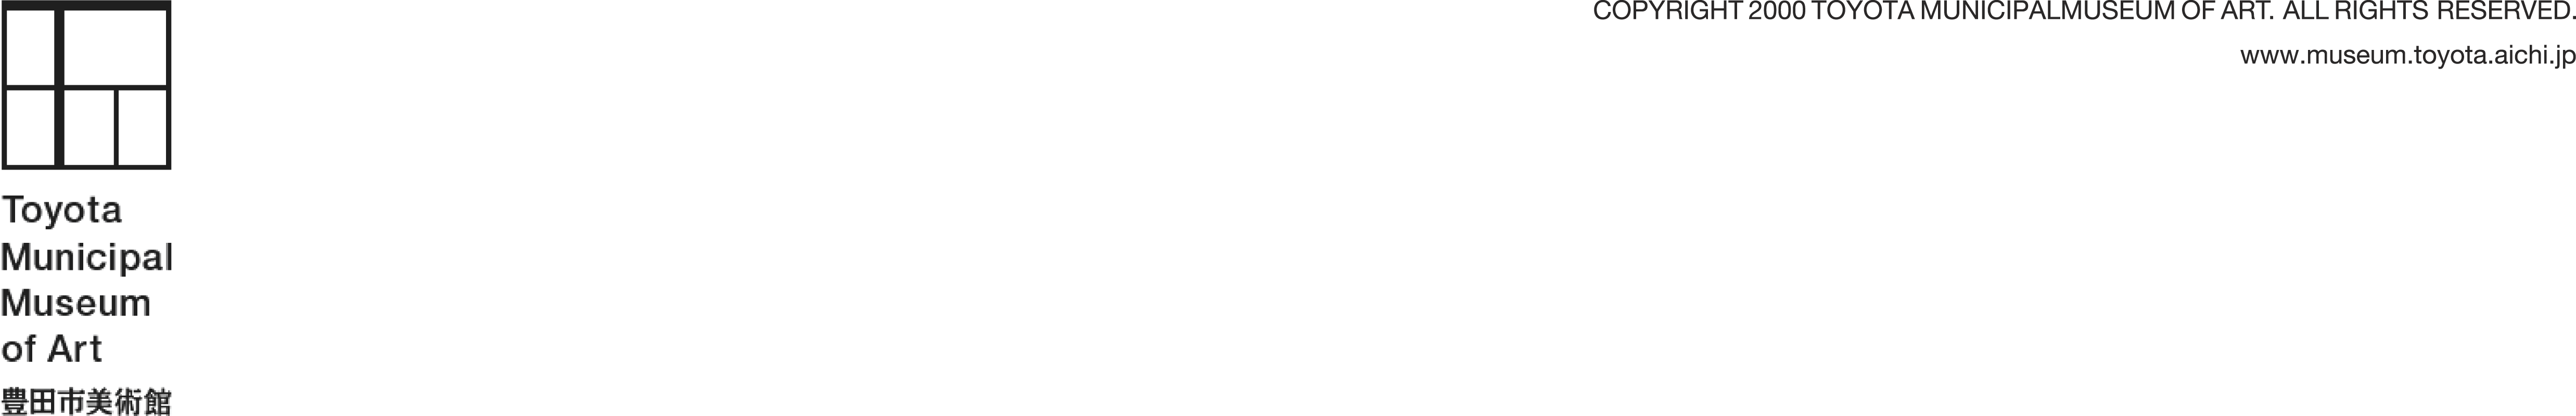 Toyota
Municipal
Museum
of Art
豊田市美術館
COPYRIGHT 2000 TOYOTA MUNICIPALMUSEUM OF ART. ALL RIGHTS RESERVED.
www.museum.toyota.aichi.jp